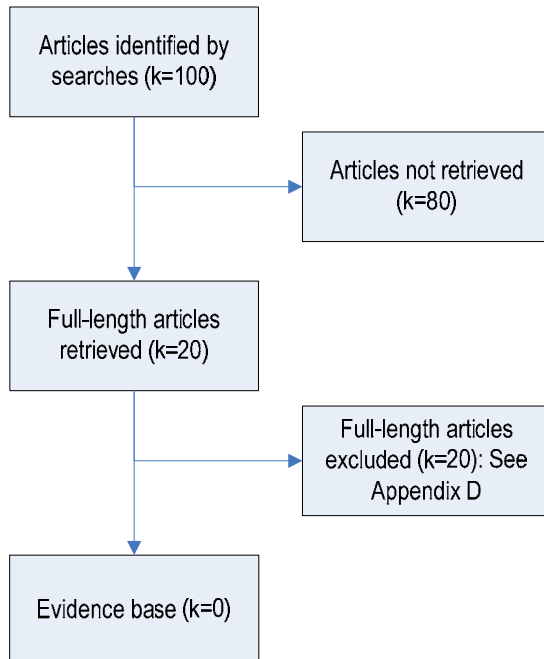 Articles identified by
searches (k=100)
Articles not retrieved
(k=80)
Full-length articles
retrieved (k=20)
Full-length articles
excluded (k=20): See
Appendix D
Evidence base (k=0)